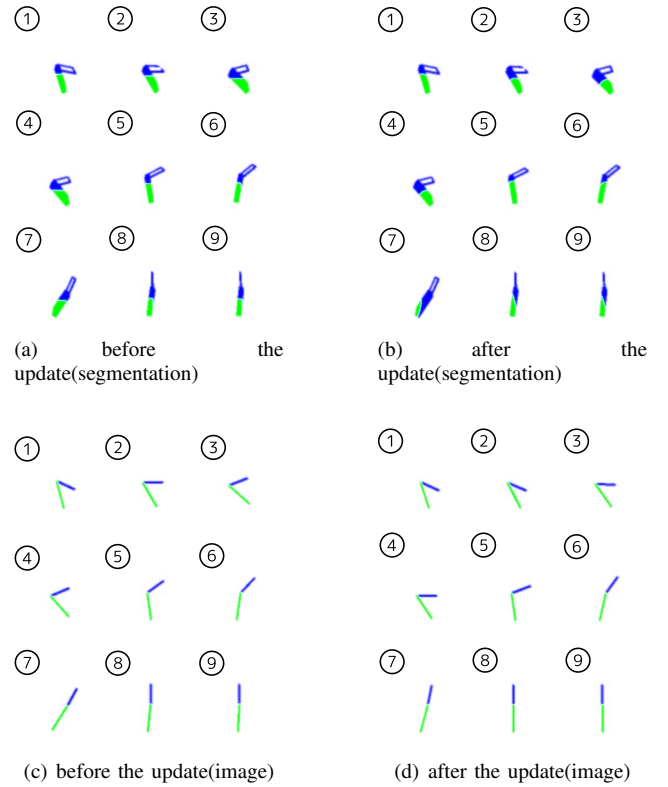 ① ② ③
④ ⑤ ⑥
⑦ ⑧ ⑨
(a) before the
update(segmentation)
① ② ③
④ ⑤ ⑥
⑦ ⑧ ⑨
(b) after the
update(segmentation)
① ② ③
④ ⑤ ⑥
⑦ ⑧ ⑨
(c) before the update(image)
① ② ③
④ ⑤ ⑥
⑦ ⑧ ⑨
(d) after the update(image)